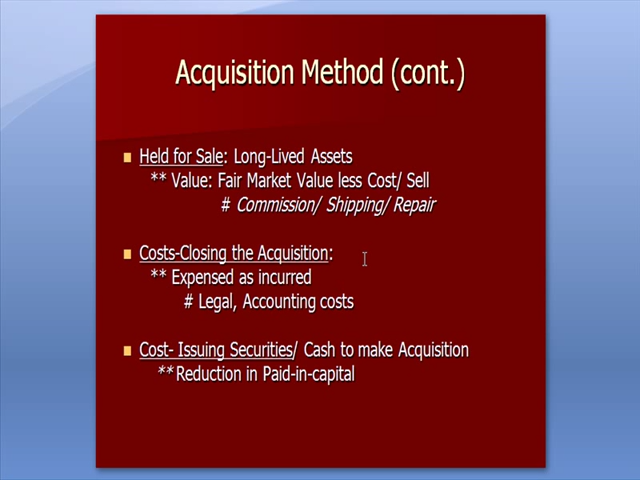 Acquisition Method (cont.)
Held for Sale: Long-Lived Assets
** Value: Fair Market Value less Cost/ Sell
# Commission/ Shipping/ Repair
Costs-Closing the Acquisition:
** Expensed as incurred
# Legal, Accounting costs
Cost- Issuing Securities/ Cash to make Acquisition
** Reduction in Paid-in-capital